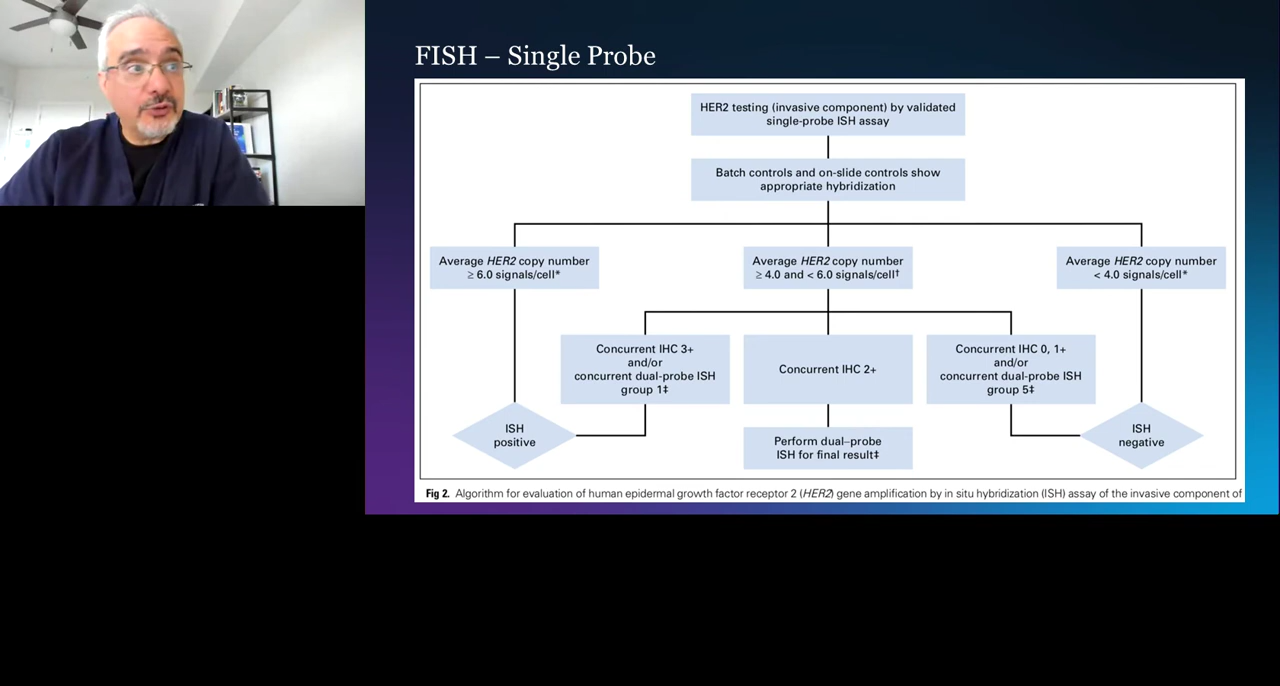 FISH – Single Probe
HER2 testing (invasive component) by validated
single-probe ISH assay
Batch controls and on-slide controls show
appropriate hybridization
Average HER2 copy number
≥ 6.0 signals/cell*
Average HER2 copy number
≥ 4.0 and < 6.0 signals/cell†
Average HER2 copy number
< 4.0 signals/cell*
Concurrent IHC 3+
and/or
concurrent dual-probe ISH
group 1‡
Concurrent IHC 2+
Concurrent IHC 0, 1+
and/or
concurrent dual-probe ISH
group 5‡
ISH
positive
Perform dual–probe
ISH for final result‡
ISH
negative
Fig 2. Algorithm for evaluation of human epidermal growth factor receptor 2 (HER2) gene amplification by in situ hybridization (ISH) assay of the invasive component of